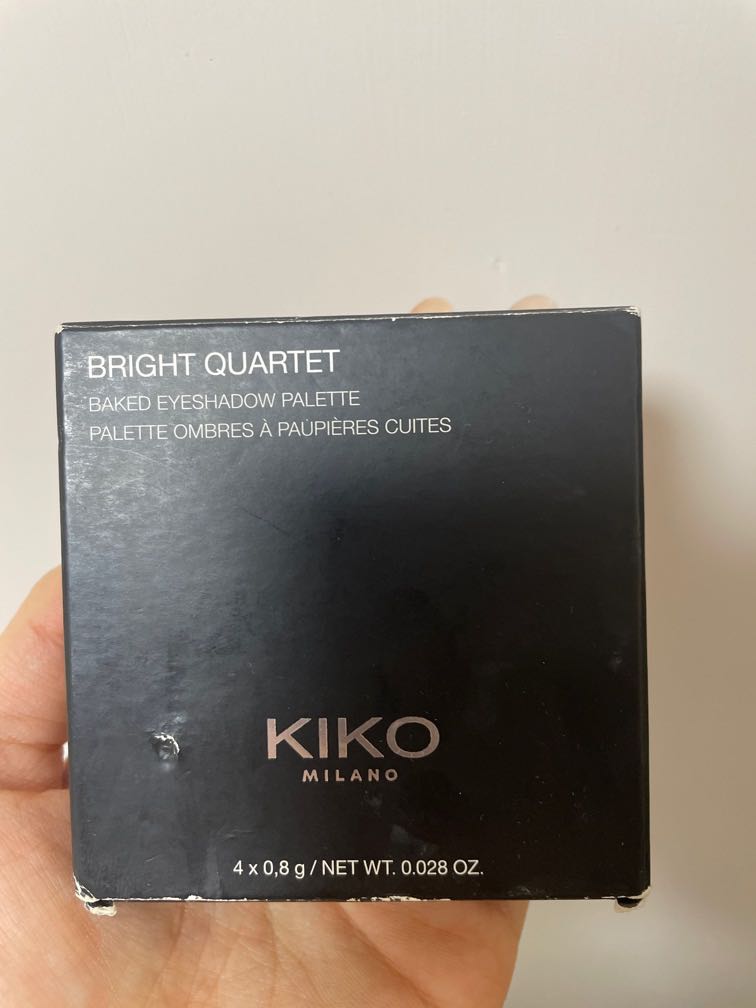 BRIGHT QUARTET
BAKED EYESHADOW PALETTE
PALETTE OMBRES À PAUPIÈRES CUITES
KIKO
MILANO
4 x 0,8 g / NET WT. 0.028 OZ.